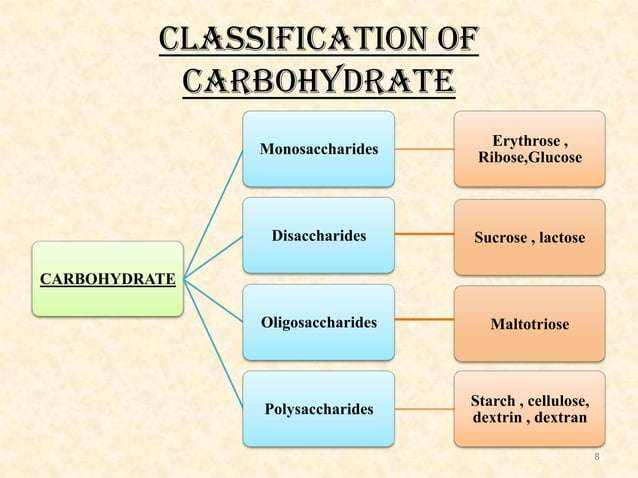 CLASSIFICATION OF
CARBOHYDRATE
Monosaccharides
Erythrose ,
Ribose,Glucose
Disaccharides
Sucrose , lactose
CARBOHYDRATE
Oligosaccharides
Maltotriose
Polysaccharides
Starch , cellulose,
dextrin , dextran
8